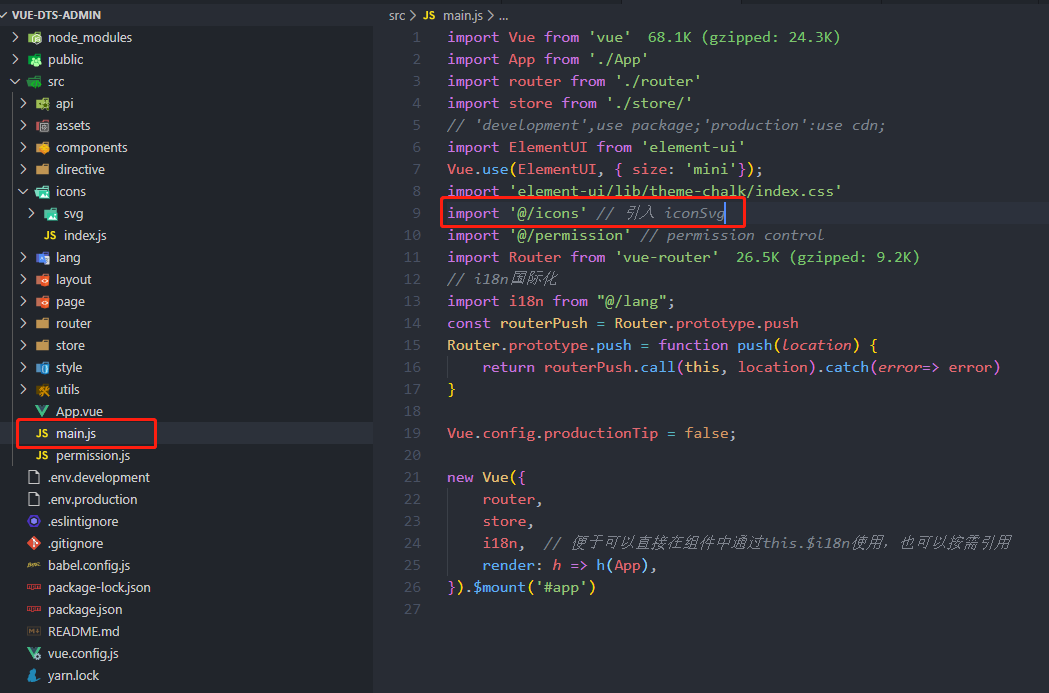 VUE-DTS-ADMIN
node_modules
public
src
api
assets
components
directive
icons
svg
JS index.js
lang
layout
page
router
store
style
utils
App.vue
JS main.js
JS permission.js
.env.development
.env.production
.eslintignore
.gitignore
babel.config.js
package-lock.json
package.json
README.md
vue.config.js
yarn.lock
src > JS main.js > ...
1 import Vue from 'vue' 68.1K (gzipped: 24.3K)
2 import App from './App'
3 import router from './router'
4 import store from './store/'
5 // 'development',use package;'production':use cdn;
6 import ElementUI from 'element-ui'
7 Vue.use(ElementUI, { size: 'mini'});
8 import 'element-ui/lib/theme-chalk/index.css'
9 import '@/icons' // 引入 iconSvg
10 import '@/permission' // permission control
11 import Router from 'vue-router' 26.5K (gzipped: 9.2K)
12 // i18n国际化
13 import i18n from "@/lang";
14 const routerPush = Router.prototype.push
15 Router.prototype.push = function push(location) {
16 return routerPush.call(this, location).catch(error=> error)
17 }
18
19 Vue.config.productionTip = false;
20
21 new Vue({
22 router,
23 store,
24 i18n, // 便于可以直接在组件中通过this.$i18n使用，也可以按需引用
25 render: h => h(App),
26 }).$mount('#app')
27